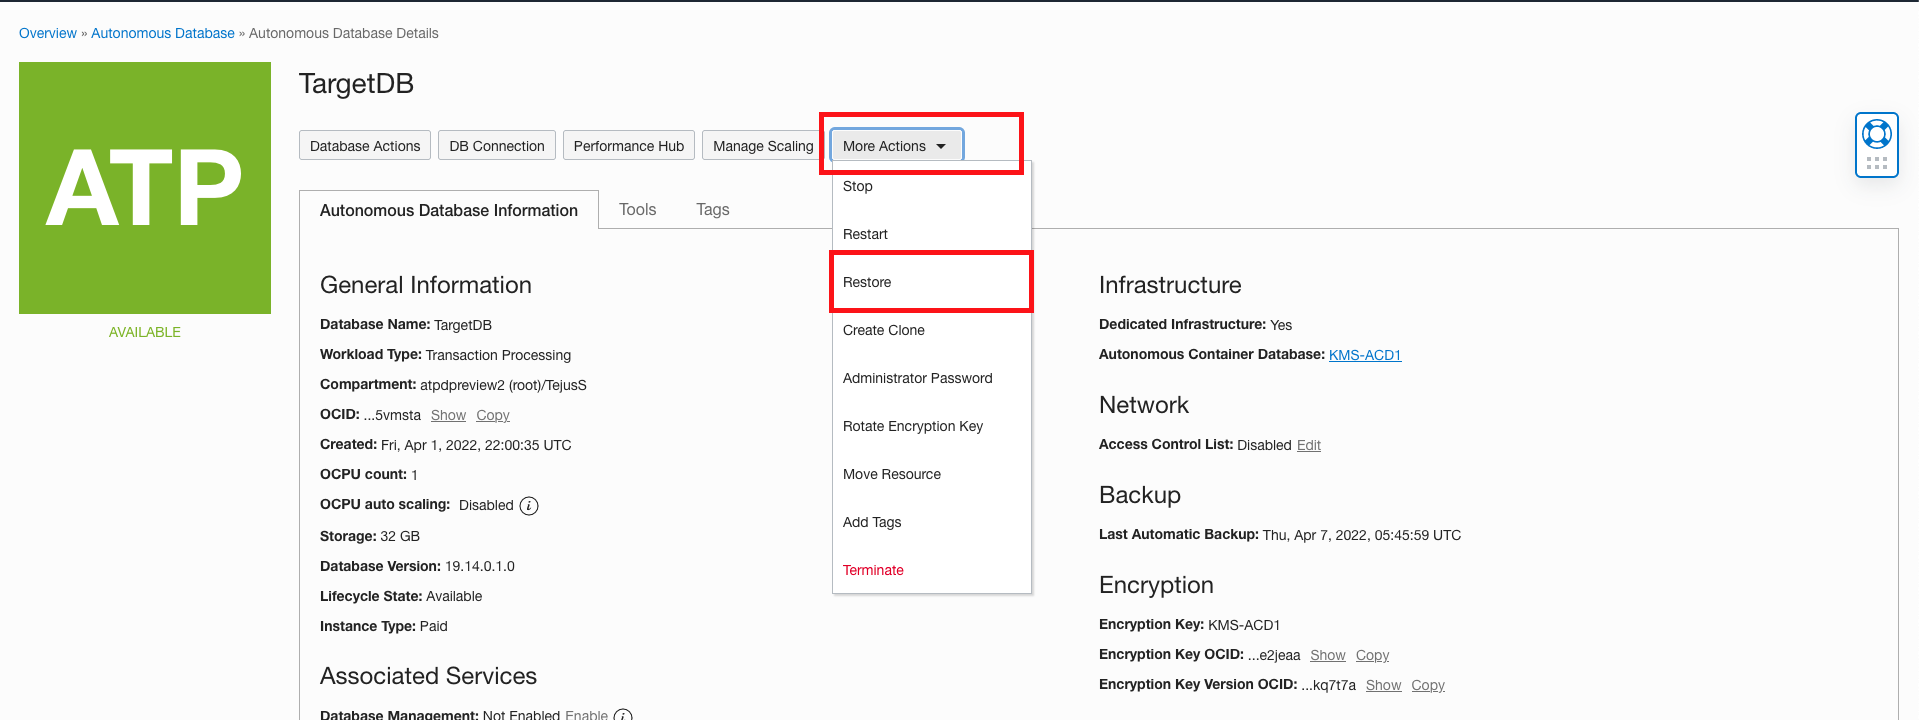 Overview » Autonomous Database » Autonomous Database Details
ATP
AVAILABLE
TargetDB
Database Actions
DB Connection
Performance Hub
Manage Scaling
More Actions
Stop
Restart
Restore
Create Clone
Administrator Password
Rotate Encryption Key
Move Resource
Add Tags
Terminate
Autonomous Database Information
Tools
Tags
General Information
Database Name: TargetDB
Workload Type: Transaction Processing
Compartment: atpdpreview2 (root)/TejusS
OCID: ...5vmsta Show Copy
Created: Fri, Apr 1, 2022, 22:00:35 UTC
OCPU count: 1
OCPU auto scaling: Disabled i
Storage: 32 GB
Database Version: 19.14.0.1.0
Lifecycle State: Available
Instance Type: Paid
Associated Services
Database Management: Not Enabled Enable i
Infrastructure
Dedicated Infrastructure: Yes
Autonomous Container Database: KMS-ACD1
Network
Access Control List: Disabled Edit
Backup
Last Automatic Backup: Thu, Apr 7, 2022, 05:45:59 UTC
Encryption
Encryption Key: KMS-ACD1
Encryption Key OCID: ...e2jeaa Show Copy
Encryption Key Version OCID: ...kq7t7a Show Copy